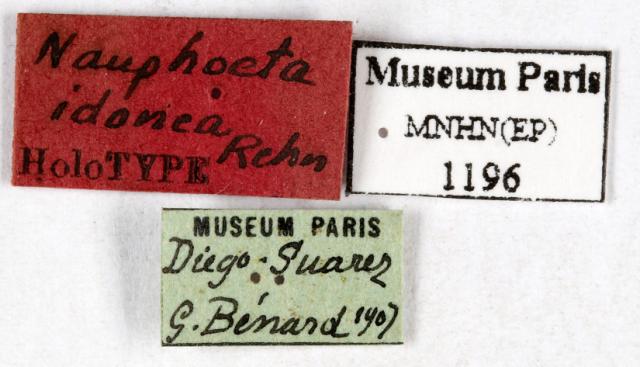 Nauphoeta
idonea
Rehn
HoloTYPE
Museum Paris
MNHN(EP)
1196
MUSEUM PARIS
Diego-Suarez
G. Bénard 1907